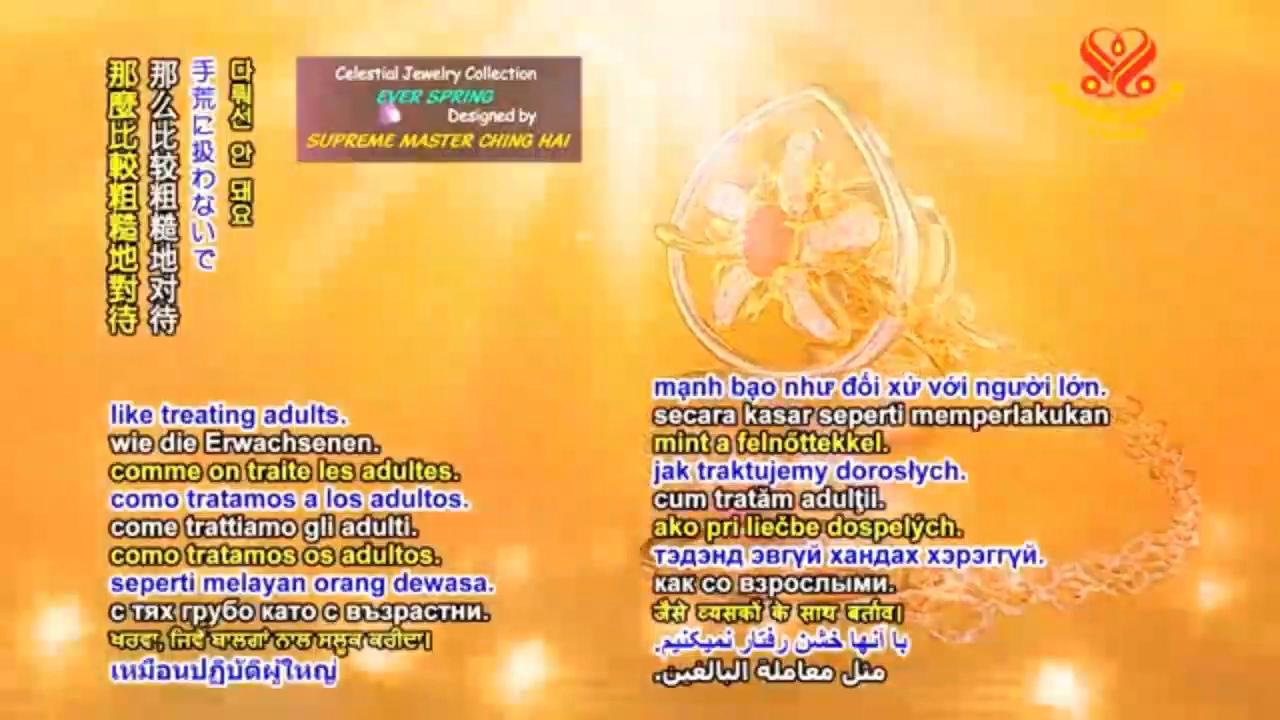 那麼比較粗糙地對待
那么比较粗糙地对待
手荒に扱わないで
다뤄선 안 돼요
Celestial Jewelry Collection
EVER SPRING
Designed by
SUPREME MASTER CHING HAI
like treating adults.
wie die Erwachsenen.
comme on traite les adultes.
como tratamos a los adultos.
come trattiamo gli adulti.
como tratamos os adultos.
seperti melayan orang dewasa.
с тях грубо като с възрастни.
ਖਰਵਾ, ਜਿਵੇਂ ਬਾਲਗਾਂ ਨਾਲ ਸਲੂਕ ਕਰੀਦਾ।
เหมือนปฏิบัติผู้ใหญ่
mạnh bạo như đối xử với người lớn.
secara kasar seperti memperlakukan
mint a felnőttekkel.
jak traktujemy dorosłych.
cum tratăm adulţii.
ako pri liečbe dospelých.
тэдэнд эвгүй хандах хэрэггүй.
как со взрослыми.
जैसे व्यसकों के साथ बर्ताव।
با آنها خشن رفتار نمیکنیم.
مثل معاملة البالغين.